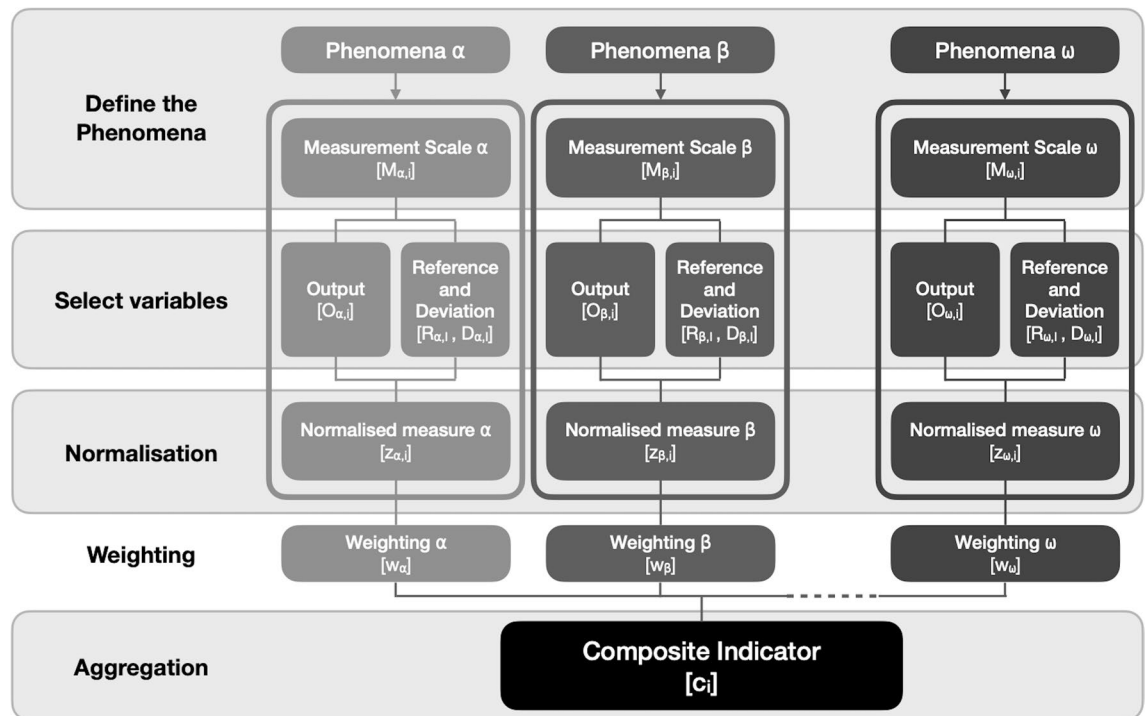 Phenomena α
Phenomena β
Phenomena ω
Define the
Phenomena
Measurement Scale α
[Mα,i]
Measurement Scale β
[Mβ,i]
Measurement Scale ω
[Mω,i]
Select variables
Output
[Oα,i]
Reference
and
Deviation
[Rα,I , Dα,I]
Output
[Oβ,i]
Reference
and
Deviation
[Rβ,I , Dβ,I]
Output
[Oω,i]
Reference
and
Deviation
[Rω,I , Dω,I]
Normalisation
Normalised measure α
[zα,i]
Normalised measure β
[zβ,i]
Normalised measure ω
[zω,i]
Weighting
Weighting α
[wα]
Weighting β
[wβ]
Weighting ω
[wω]
Aggregation
Composite Indicator
[ci]